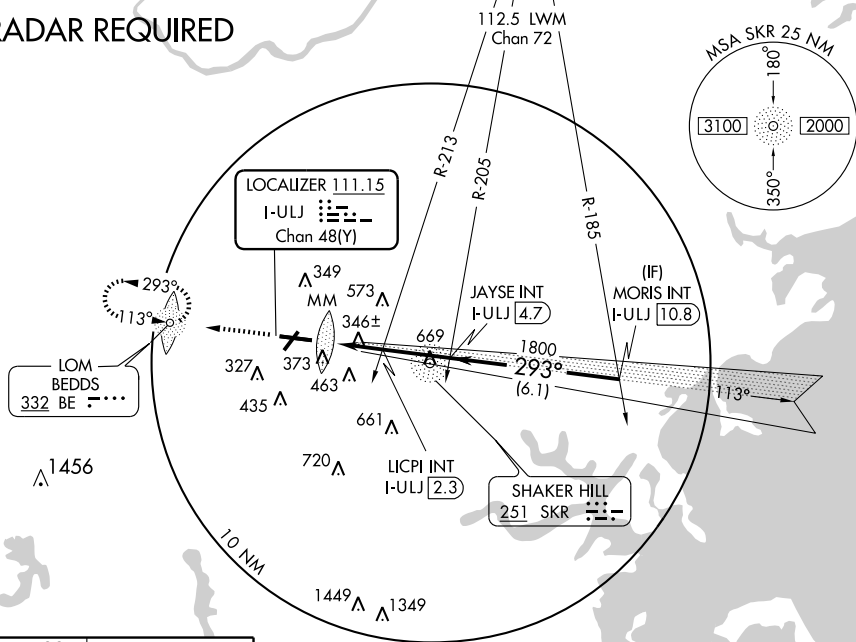 RADAR REQUIRED
112.5 LWM
Chan 72
MSA SKR 25 NM
180°
3100
2000
350°
R-213
R-205
R-185
LOCALIZER 111.15
I-ULJ
Chan 48(Y)
349
MM
573
346±
JAYSE INT
I-ULJ 4.7
(IF)
MORIS INT
I-ULJ 10.8
293°
113°
669
1800
293°
(6.1)
113°
LOM
BEDDS
332 BE
327
373
463
435
661
720
1456
LICPI INT
I-ULJ 2.3
SHAKER HILL
251 SKR
10 NM
1449
1349